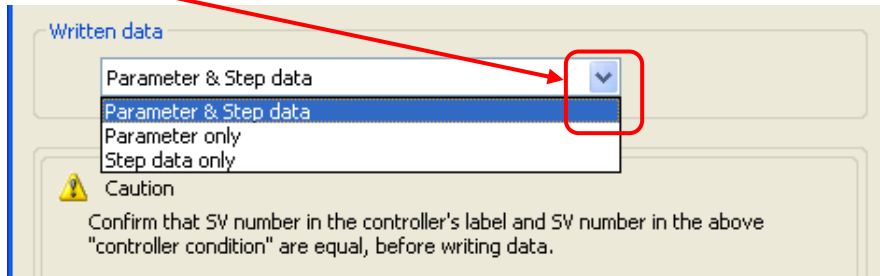 Written data
Parameter & Step data
Parameter & Step data
Parameter only
Step data only
Caution
Confirm that SV number in the controller's label and SV number in the above
"controller condition" are equal, before writing data.